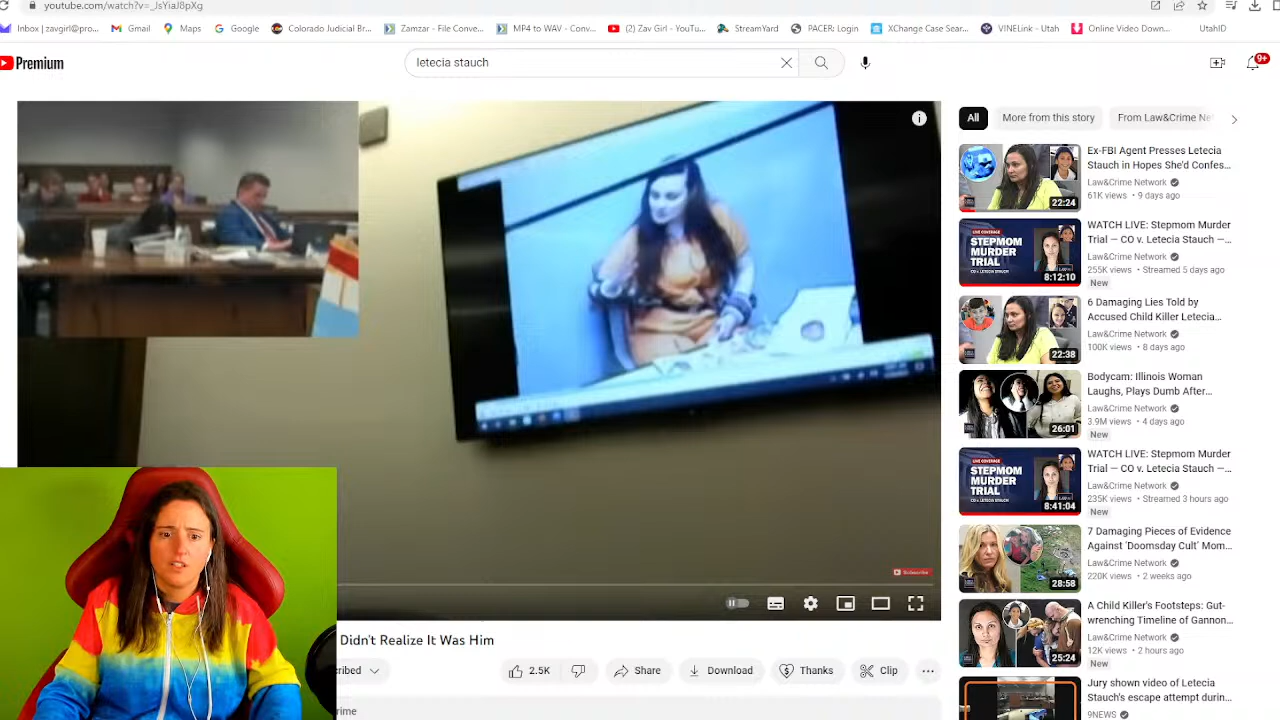 youtube.com/watch?v=_JsYiaJ8pXg
Inbox | zavgirl@pro...
Gmail
Maps
Google
Colorado Judicial Br...
Zamzar - File Conve...
MP4 to WAV - Conv...
(2) Zav Girl - YouTu...
StreamYard
PACER: Login
XChange Case Sear...
VINELink - Utah
Online Video Down...
UtahID
Premium
letecia stauch
9+
All
More from this story
From Law&Crime Net
Ex-FBI Agent Presses Letecia
Stauch in Hopes She'd Confes...
Law&Crime Network
61K views • 9 days ago
22:24
LIVE COVERAGE
STEPMOM
MURDER
TRIAL
8:12:10
WATCH LIVE: Stepmom Murder
Trial — CO v. Letecia Stauch —...
Law&Crime Network
255K views • Streamed 5 days ago
New
6 Damaging Lies Told by
Accused Child Killer Letecia...
Law&Crime Network
100K views • 8 days ago
22:38
Bodycam: Illinois Woman
Laughs, Plays Dumb After...
Law&Crime Network
3.9M views • 4 days ago
New
26:01
LIVE COVERAGE
STEPMOM
MURDER
TRIAL
8:41:04
WATCH LIVE: Stepmom Murder
Trial — CO v. Letecia Stauch —...
Law&Crime Network
235K views • Streamed 3 hours ago
New
7 Damaging Pieces of Evidence
Against 'Doomsday Cult' Mom...
Law&Crime Network
220K views • 2 weeks ago
28:58
A Child Killer's Footsteps: Gut-
wrenching Timeline of Gannon...
Law&Crime Network
12K views • 2 hours ago
New
25:24
Jury shown video of Letecia
Stauch's escape attempt durin...
9NEWS
Subscribe
Didn't Realize It Was Him
scribe
2.5K
Share
Download
Thanks
Clip
rime